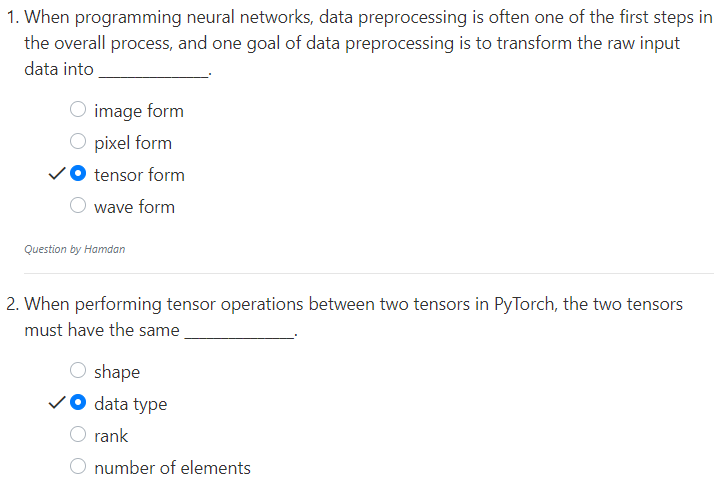 1. When programming neural networks, data preprocessing is often one of the first steps in
the overall process, and one goal of data preprocessing is to transform the raw input
data into _______________.
image form
pixel form
tensor form
wave form
Question by Hamdan
2. When performing tensor operations between two tensors in PyTorch, the two tensors
must have the same _______________.
shape
data type
rank
number of elements